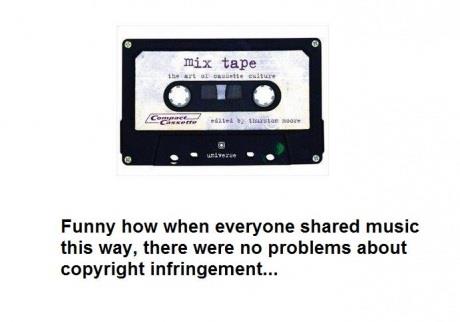 mix tape
the art of cassette culture
Compact
Cassette
edited by thurston moore
universe
Funny how when everyone shared music
this way, there were no problems about
copyright infringement...